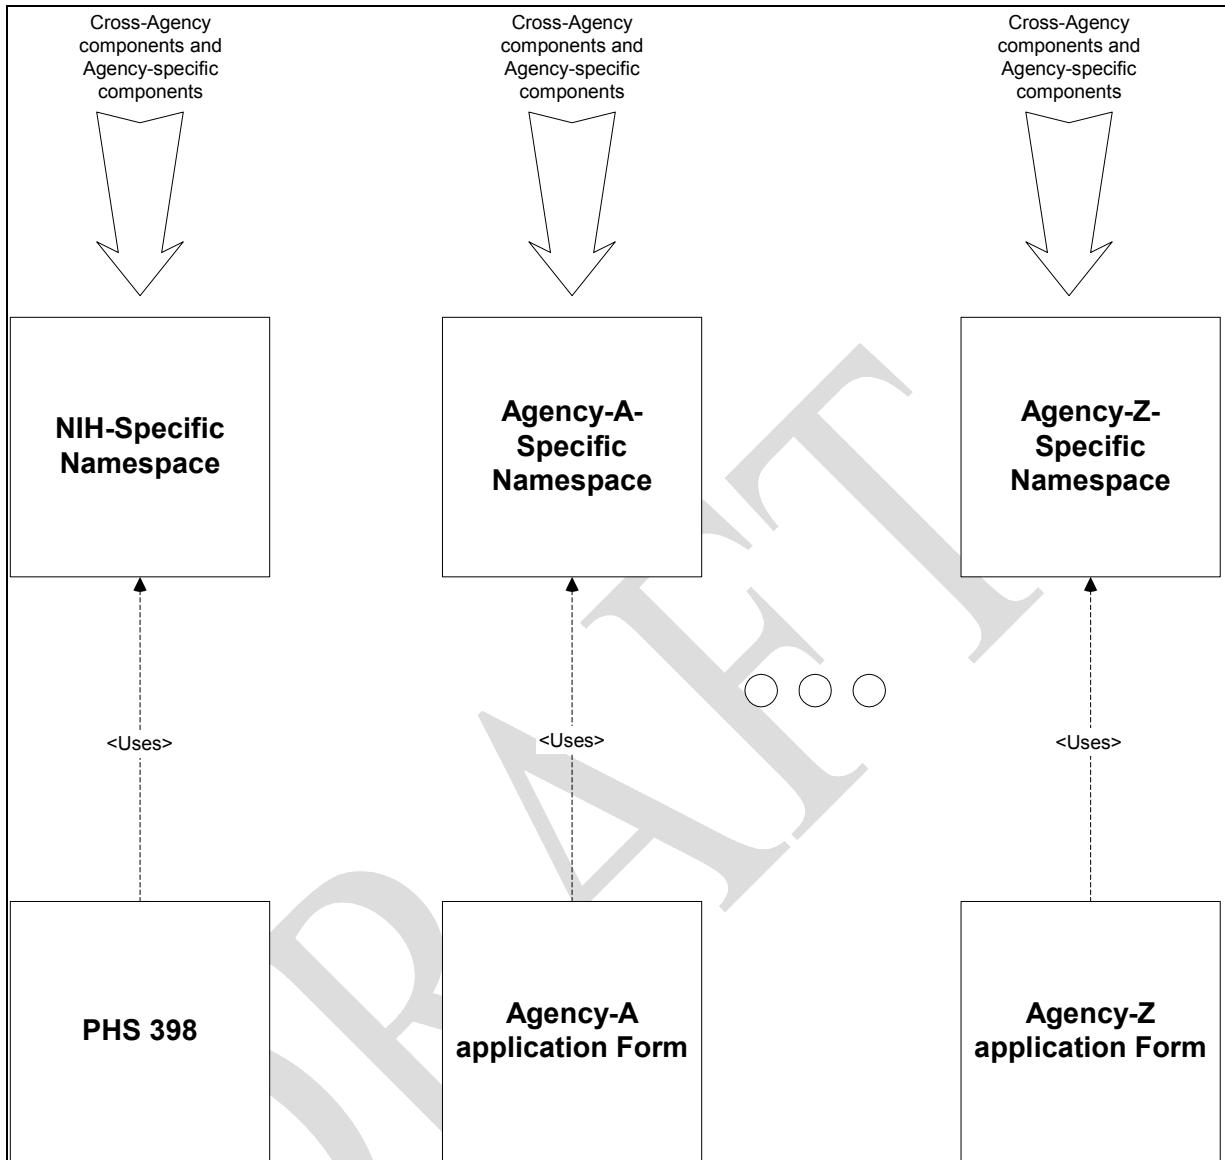 Cross-Agency
components and
Agency-specific
components
Cross-Agency
components and
Agency-specific
components
Cross-Agency
components and
Agency-specific
components
NIH-Specific
Namespace
Agency-A-
Specific
Namespace
Agency-Z-
Specific
Namespace
<Uses>
<Uses>
<Uses>
PHS 398
Agency-A
application Form
Agency-Z
application Form
DRAFT